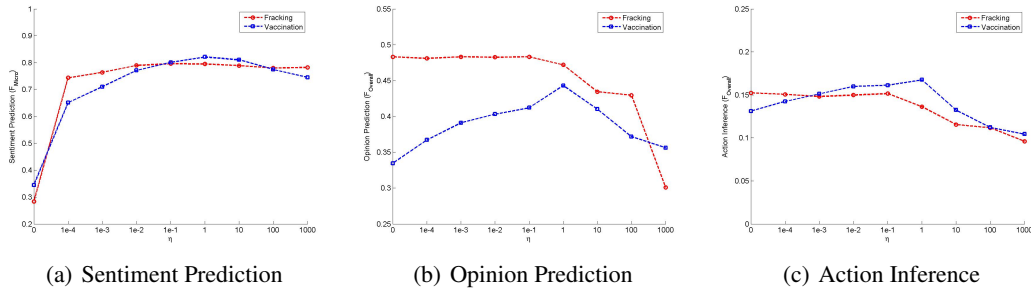 1
0.9
0.8
0.7
0.6
0.5
0.4
0.3
0.2
Sentiment Prediction (F_Micro)
0 1e-4 1e-3 1e-2 1e-1 1 10 100 1000
η
Fracking
Vaccination
(a) Sentiment Prediction
0.55
0.5
0.45
0.4
0.35
0.3
0.25
Opinion Prediction (F_Overall)
0 1e-4 1e-3 1e-2 1e-1 1 10 100 1000
η
Fracking
Vaccination
(b) Opinion Prediction
0.25
0.2
0.15
0.1
0.05
0
Action Inference (F_Overall)
0 1e-4 1e-3 1e-2 1e-1 1 10 100 1000
η
Fracking
Vaccination
(c) Action Inference